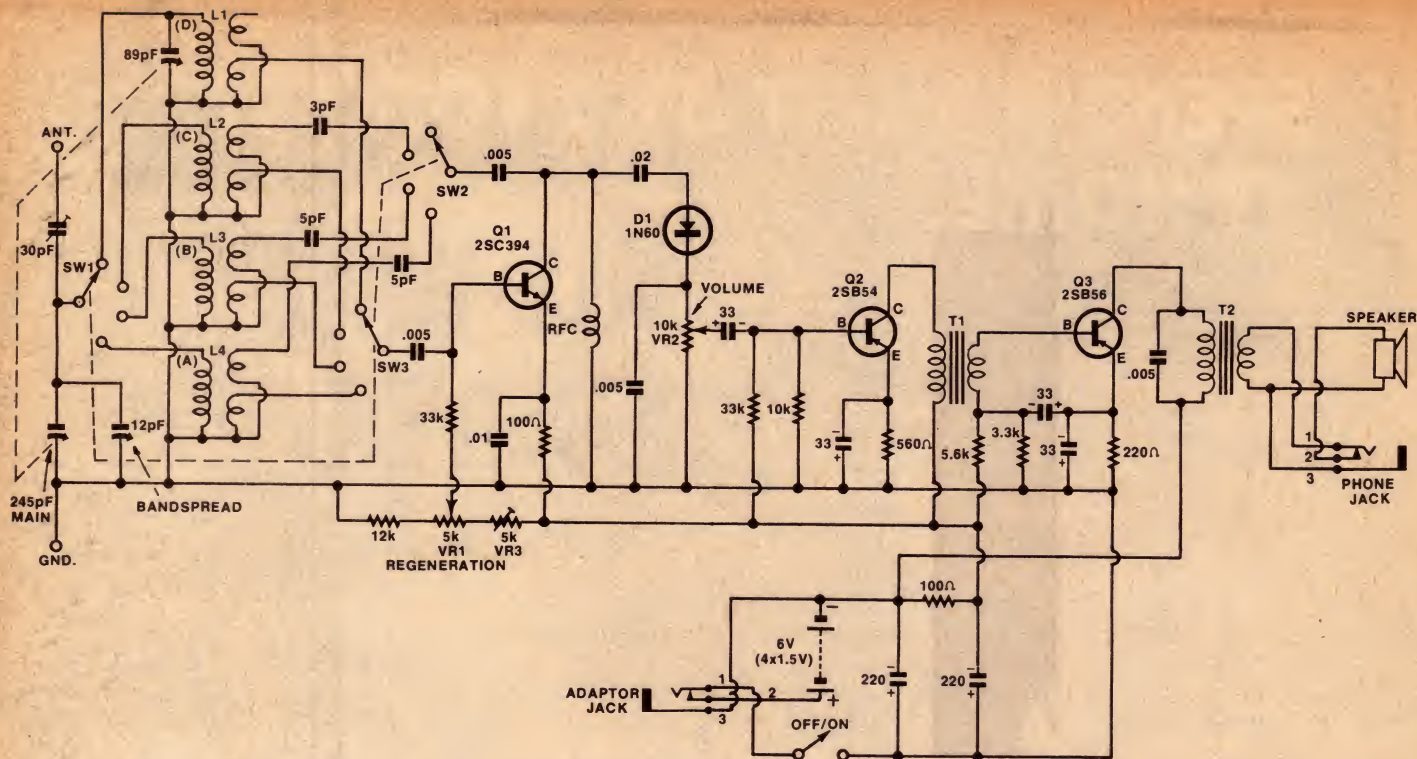 L1
(D)
89pF
ANT.
L2
(C)
3pF
SW2
.005
.02
30pF
SW1
L3
(B)
5pF
5pF
Q1
2SC394
B
C
E
D1
1N60
RFC
VOLUME
10k
VR2
33
+ -
Q2
2SB54
B
C
E
T1
Q3
2SB56
B
C
E
T2
.005
SPEAKER
L4
(A)
SW3
.005
12pF
33k
.01
100Ω
.005
33k
10k
33
-
+
560Ω
5.6k
3.3k
- 33 +
33
-
+
220Ω
1
2
3
PHONE
JACK
245pF
MAIN
BANDSPREAD
GND.
12k
5k
VR1
5k
VR3
REGENERATION
100Ω
6V
(4x1.5V)
-
+
220
-
220
-
ADAPTOR
JACK
1
2
3
OFF/ON